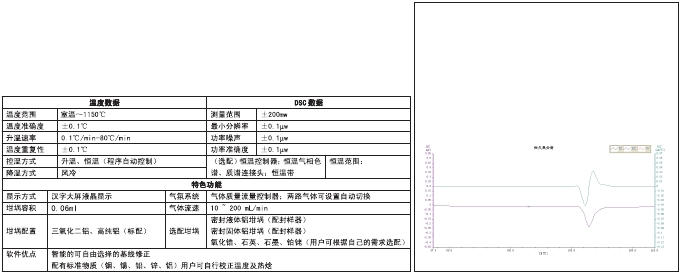 温度数据 DSC数据
温度范围 室温~1150℃ 测量范围 ±200mw
温度准确度 ±0.1℃ 最小分辨率 ±0.1μw
升温速率 0.1℃/min-80℃/min 功率噪声 ±0.1μw
温度重复性 ±0.1℃ 功率准确度 ±0.1μw
控温方式 升温、恒温（程序自动控制） （选配）恒温控制器：恒温气相色 恒温范围：
降温方式 风冷 谱、质谱连接头：恒温带
特色功能
显示方式 汉字大屏液晶显示 气氛系统 气体质量流量控制器：两路气体可设置自动切换
坩埚容积 0.06ml 气体流速 10 ~ 200 mL/min
坩埚配置 三氧化二铝、高纯铝（标配） 选配坩埚 密封液体铝坩埚（配封样器）
密封固体铝坩埚（配封样器）
氧化锆、石英、石墨、铂铑（用户可根据自己的需求选配）
软件优点 智能的可自由选择的基线修正
配有标准物质（铟、锡、铅、锌、铝）用户可自行校正温度及热焓